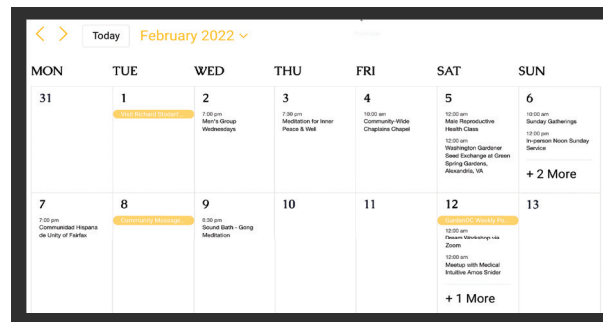 Today February 2022
MON TUE WED THU FRI SAT SUN
31
1
2
7:00 pm
Men's Group
Wednesdays
3
7:30 pm
Meditation for Inner
Peace & Well
4
10:00 am
Community-Wide
Chaplains Chapel
5
12:00 am
Male Reproductive
Health Class
12:00 am
Washington Gardener
Seed Exchange at Green
Spring Gardens,
Alexandria, VA
6
10:00 am
Sunday Gatherings
12:00 pm
In-person Noon Sunday
Service
+ 2 More
7
7:00 pm
Communidad Hispana
de Unity of Fairfax
8
Community Message...
9
6:30 pm
Sound Bath - Gong
Meditation
10
11
12
GardenDC Weekly Po...
12:00 am
Dream Workshop via
Zoom
12:00 am
Meetup with Medical
Intuitive Amos Snider
+ 1 More
13